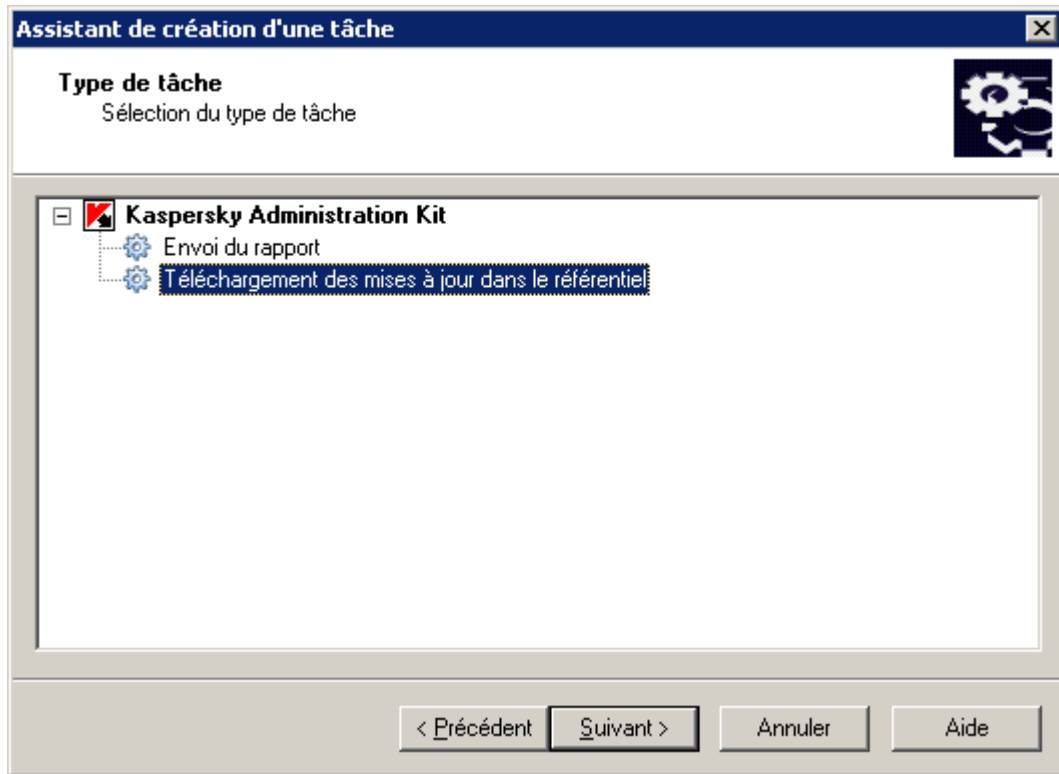 Assistant de création d'une tâche
Type de tâche
Sélection du type de tâche
Kaspersky Administration Kit
Envoi du rapport
Téléchargement des mises à jour dans le référentiel
< Précédent
Suivant >
Annuler
Aide